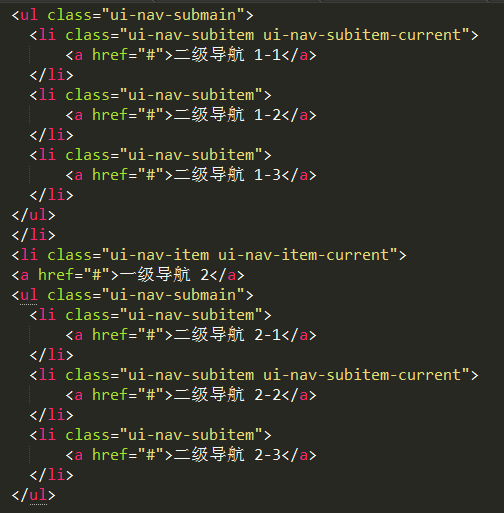 <ul class="ui-nav-submain">
<li class="ui-nav-subitem ui-nav-subitem-current">
<a href="#">二级导航 1-1</a>
</li>
<li class="ui-nav-subitem">
<a href="#">二级导航 1-2</a>
</li>
<li class="ui-nav-subitem">
<a href="#">二级导航 1-3</a>
</li>
</ul>
</li>
<li class="ui-nav-item ui-nav-item-current">
<a href="#">一级导航 2</a>
<ul class="ui-nav-submain">
<li class="ui-nav-subitem">
<a href="#">二级导航 2-1</a>
</li>
<li class="ui-nav-subitem ui-nav-subitem-current">
<a href="#">二级导航 2-2</a>
</li>
<li class="ui-nav-subitem">
<a href="#">二级导航 2-3</a>
</li>
</ul>